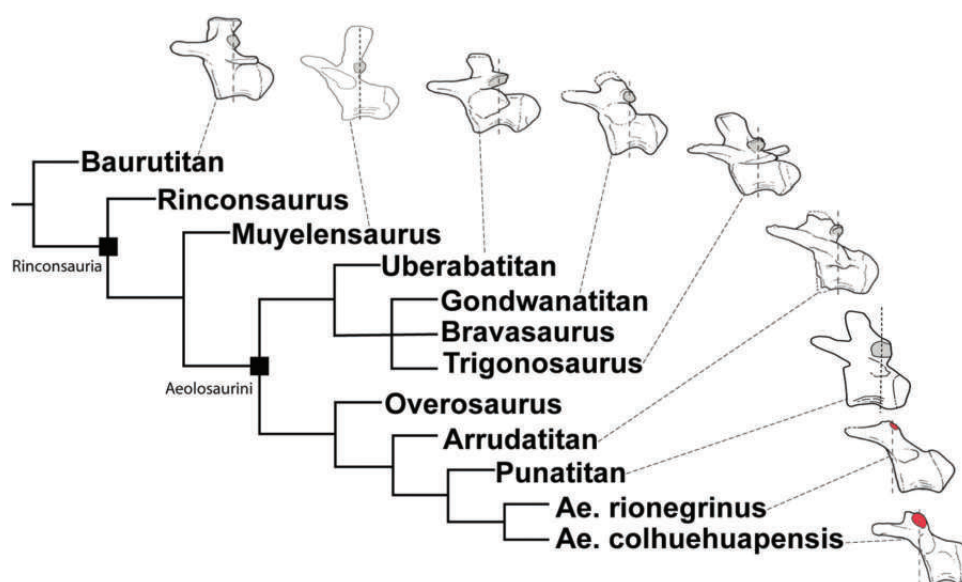 Baurutitan
Rinconsaurus
Muyelensaurus
Rinconsauria
Uberabatitan
Gondwanatitan
Bravasaurus
Trigonosaurus
Aeolosaurini
Overosaurus
Arrudatitan
Punatitan
Ae. rionegrinus
Ae. colhuehuapensis